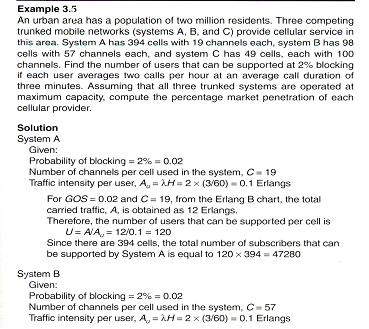 Example 3.5
An urban area has a population of two million residents. Three competing
trunked mobile networks (systems A, B, and C) provide cellular service in
this area. System A has 394 cells with 19 channels each, system B has 98
cells with 57 channels each, and system C has 49 cells, each with 100
channels. Find the number of users that can be supported at 2% blocking
if each user averages two calls per hour at an average call duration of
three minutes. Assuming that all three trunked systems are operated at
maximum capacity, compute the percentage market penetration of each
cellular provider.
Solution
System A
Given:
Probability of blocking = 2% = 0.02
Number of channels per cell used in the system, C = 19
Traffic intensity per user, Aᵤ = λH = 2 × (3/60) = 0.1 Erlangs
For GOS = 0.02 and C = 19, from the Erlang B chart, the total
carried traffic, A, is obtained as 12 Erlangs.
Therefore, the number of users that can be supported per cell is
U = A/Aᵤ = 12/0.1 = 120
Since there are 394 cells, the total number of subscribers that can
be supported by System A is equal to 120 × 394 = 47280
System B
Given:
Probability of blocking = 2% = 0.02
Number of channels per cell used in the system, C = 57
Traffic intensity per user, Aᵤ = λH = 2 × (3/60) = 0.1 Erlangs